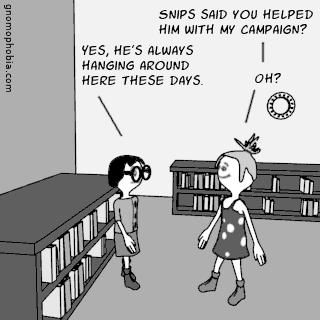 SNIPS SAID YOU HELPED
HIM WITH MY CAMPAIGN?
YES, HE'S ALWAYS
HANGING AROUND
HERE THESE DAYS.
OH?
gnomophobia.com